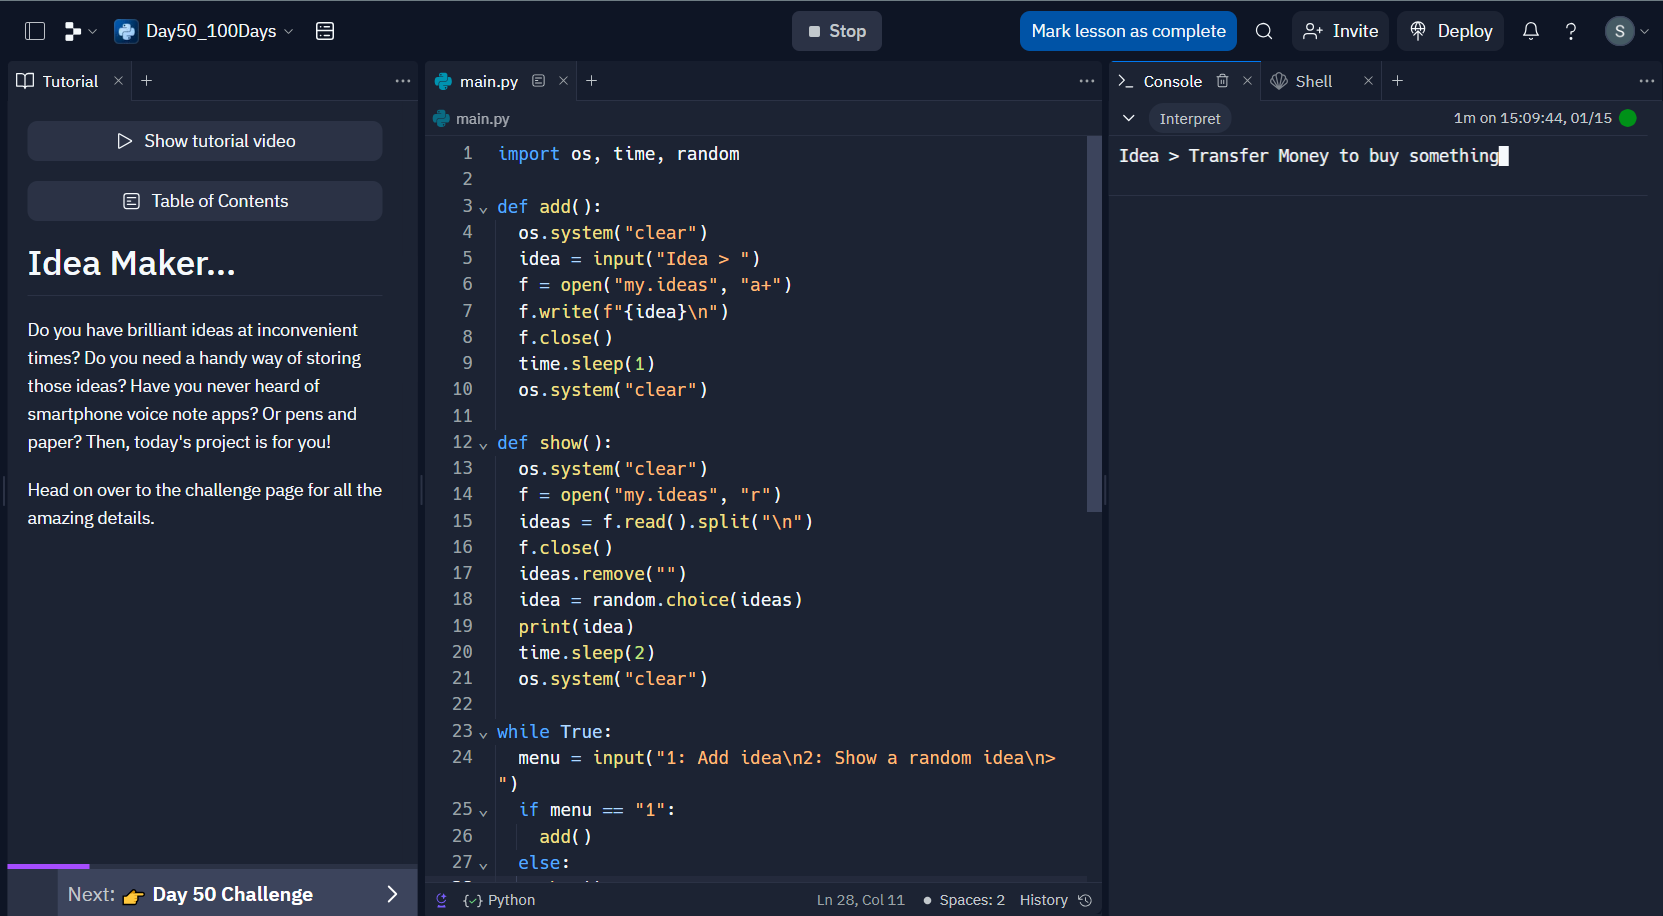 Day50_100Days
Stop
Mark lesson as complete
Invite
Deploy
?
S
Tutorial
Show tutorial video
Table of Contents
Idea Maker...
Do you have brilliant ideas at inconvenient
times? Do you need a handy way of storing
those ideas? Have you never heard of
smartphone voice note apps? Or pens and
paper? Then, today's project is for you!
Head on over to the challenge page for all the
amazing details.
Next: 👉 Day 50 Challenge
main.py
main.py
1 import os, time, random
2
3 def add():
4   os.system("clear")
5   idea = input("Idea > ")
6   f = open("my.ideas", "a+")
7   f.write(f"{idea}\n")
8   f.close()
9   time.sleep(1)
10   os.system("clear")
11
12 def show():
13   os.system("clear")
14   f = open("my.ideas", "r")
15   ideas = f.read().split("\n")
16   f.close()
17   ideas.remove("")
18   idea = random.choice(ideas)
19   print(idea)
20   time.sleep(2)
21   os.system("clear")
22
23 while True:
24   menu = input("1: Add idea\n2: Show a random idea\n>
")
25   if menu == "1":
26     add()
27   else:
Python
Ln 28, Col 11
Spaces: 2
History
Console
Shell
Interpret
1m on 15:09:44, 01/15
Idea > Transfer Money to buy something